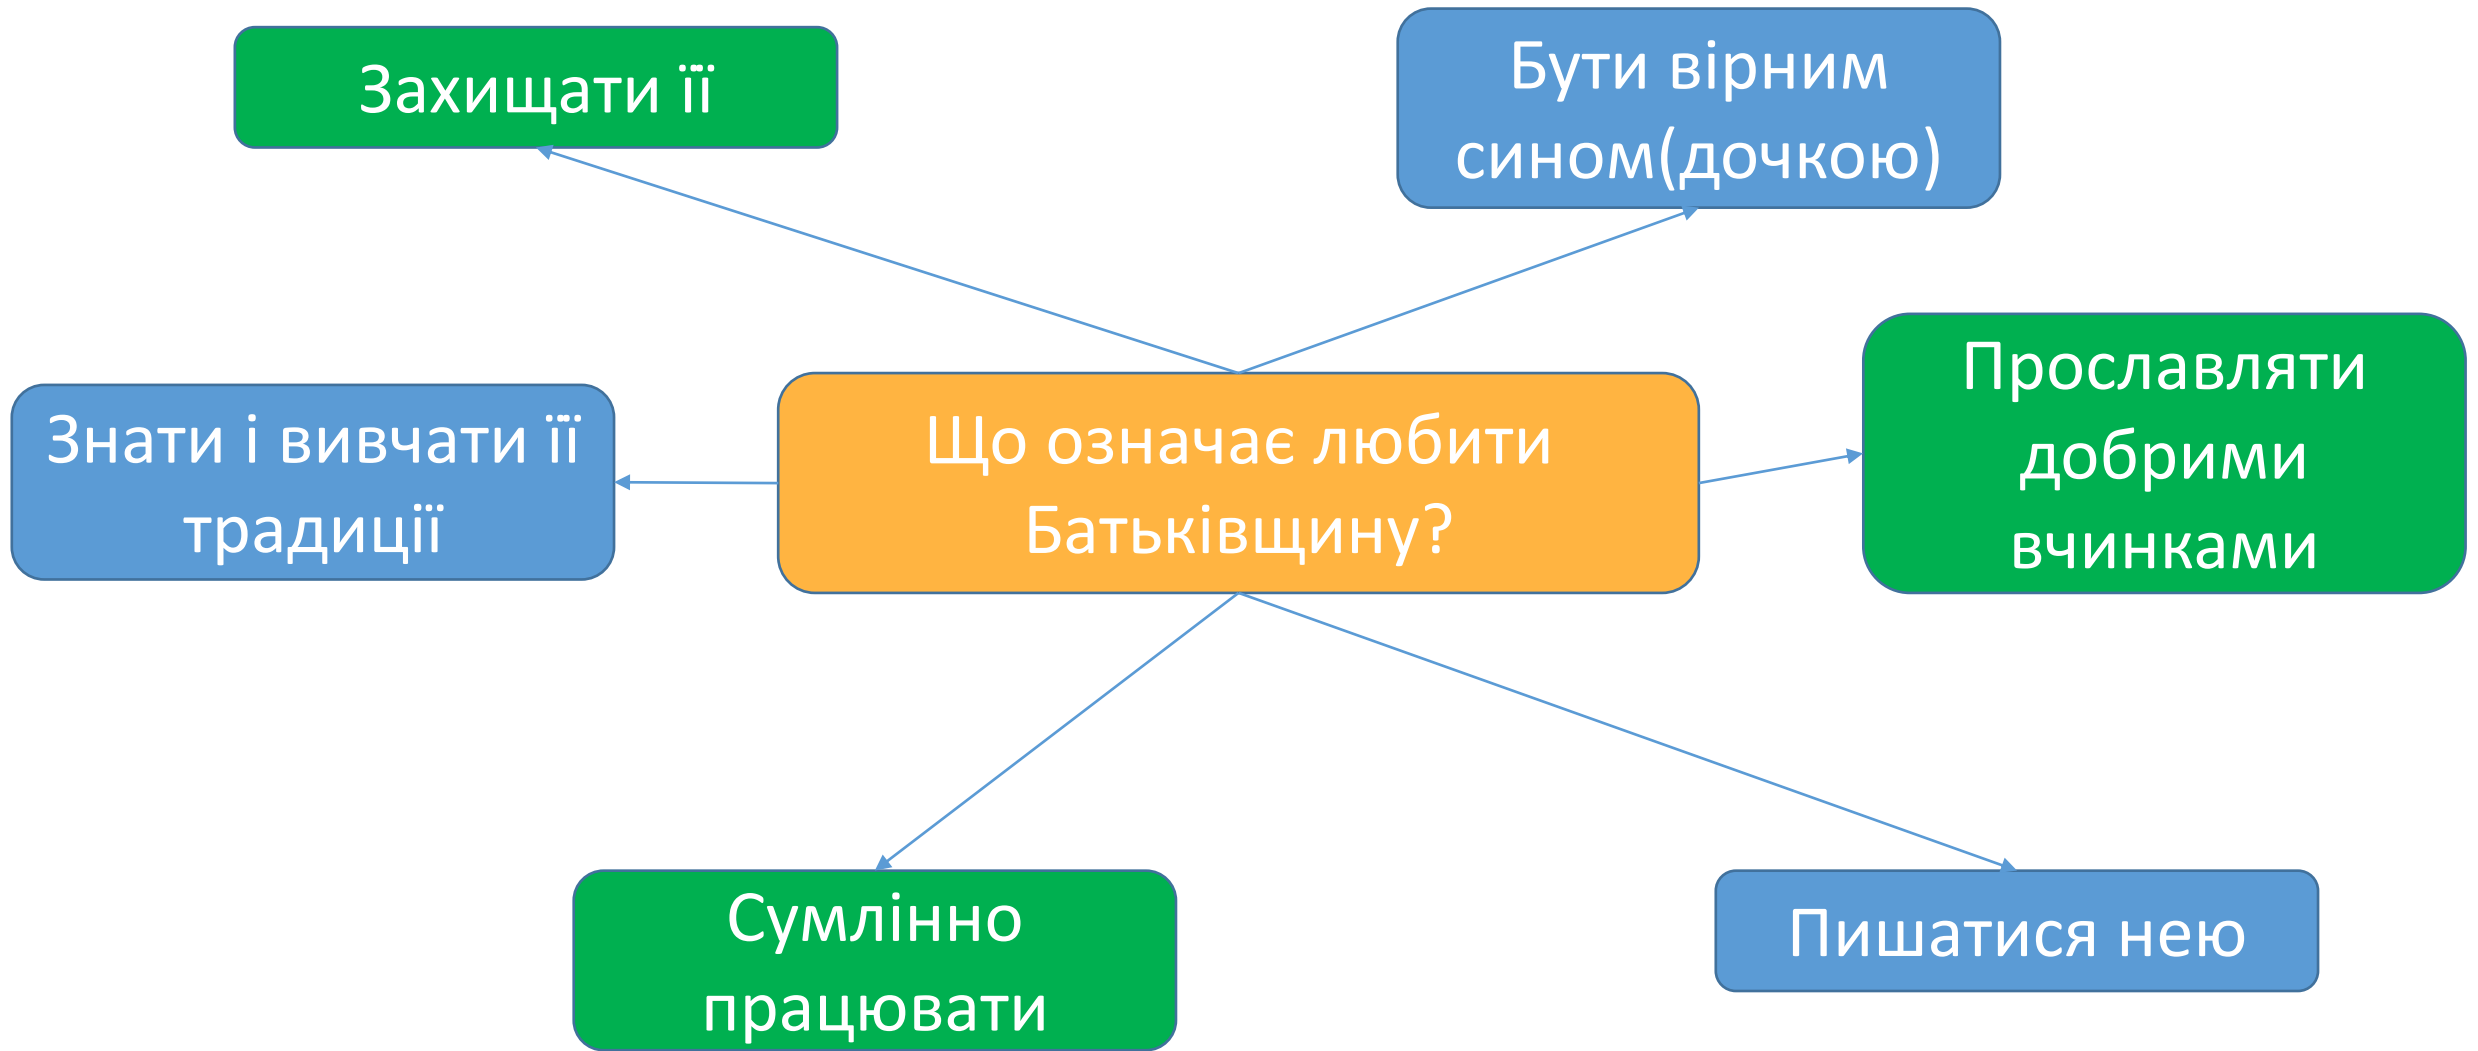 Захищати її
Бути вірним
сином(дочкою)
Прославляти
добрими
вчинками
Знати і вивчати її
традиції
Що означає любити
Батьківщину?
Сумлінно
працювати
Пишатися нею